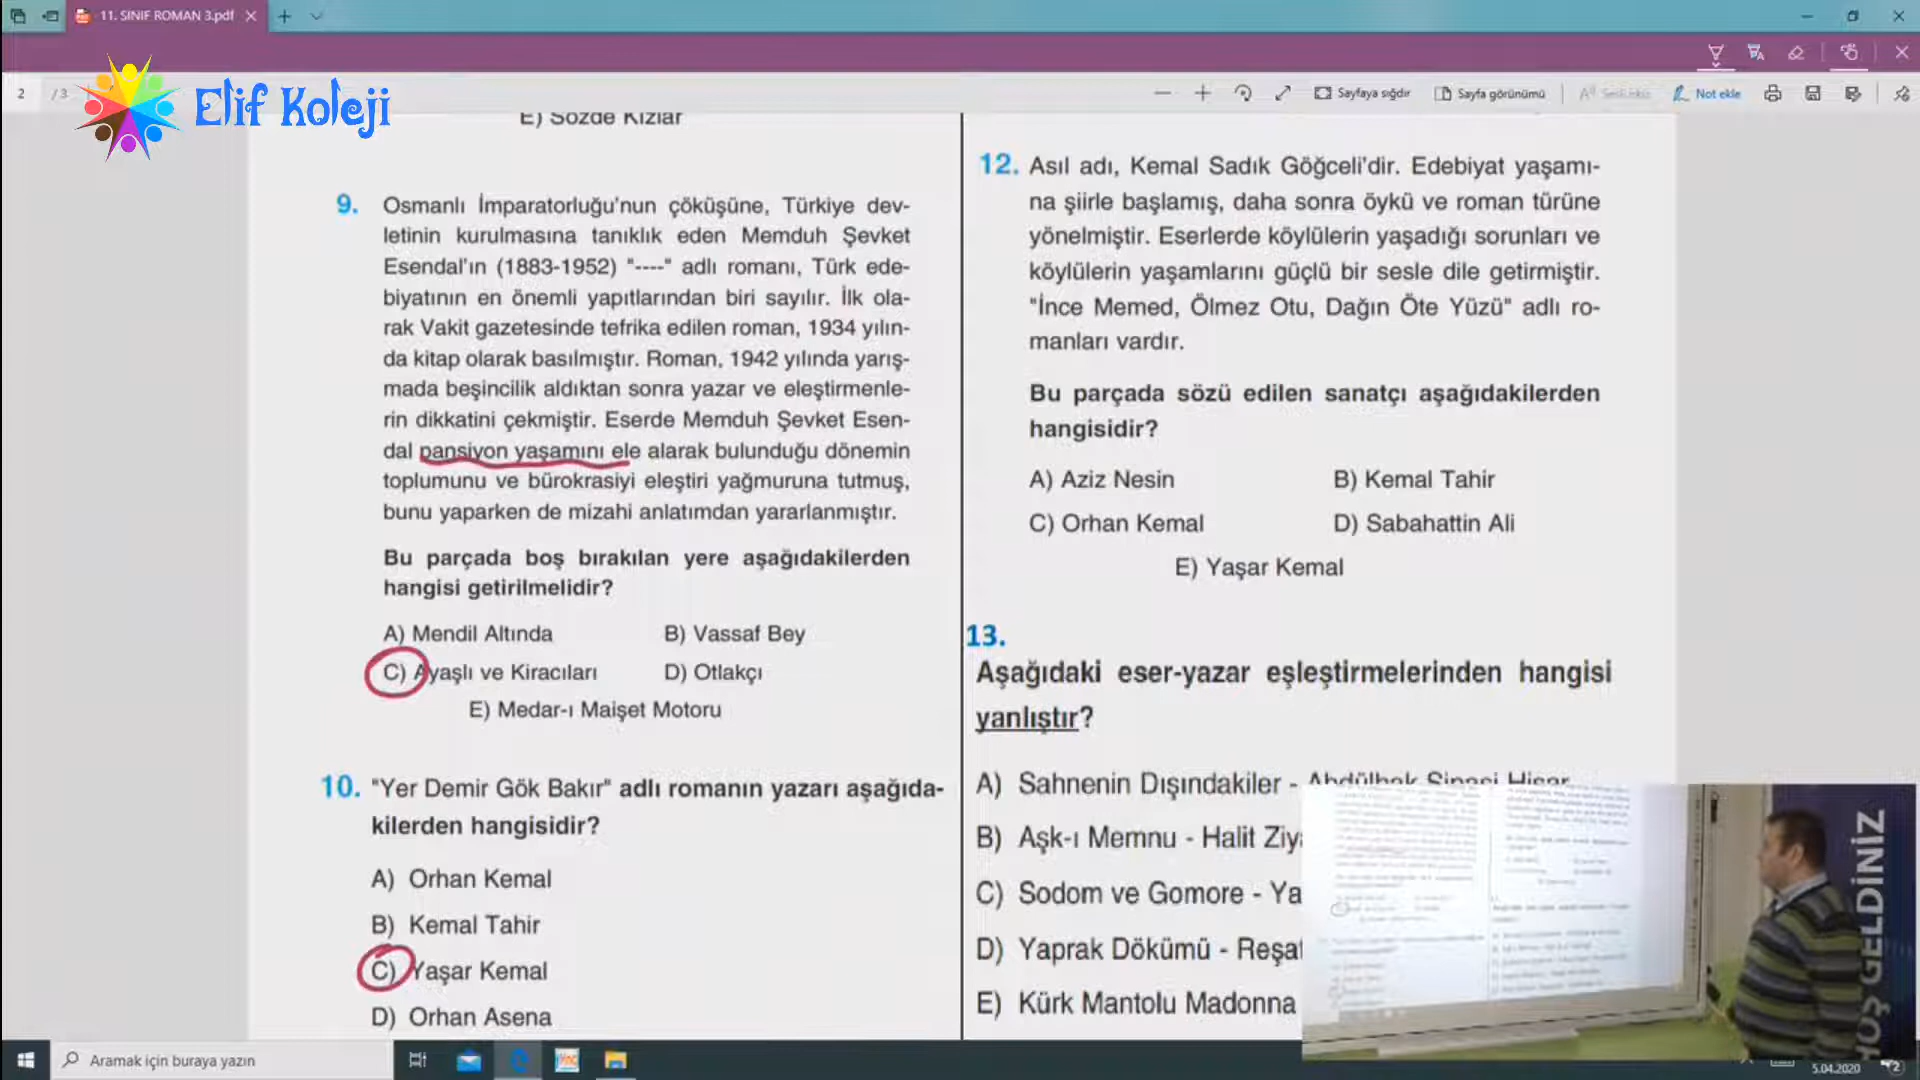 11. SINIF ROMAN 3.pdf
2 /3
Sayfaya sığdır
Sayfa görünümü
Not ekle
Elif Koleji
E) Sözde Kızlar
9. Osmanlı İmparatorluğu'nun çöküşüne, Türkiye dev-
letinin kurulmasına tanıklık eden Memduh Şevket
Esendal'ın (1883-1952) "----" adlı romanı, Türk ede-
biyatının en önemli yapıtlarından biri sayılır. İlk ola-
rak Vakit gazetesinde tefrika edilen roman, 1934 yılın-
da kitap olarak basılmıştır. Roman, 1942 yılında yarış-
mada beşincilik aldıktan sonra yazar ve eleştirmenle-
rin dikkatini çekmiştir. Eserde Memduh Şevket Esen-
dal pansiyon yaşamını ele alarak bulunduğu dönemin
toplumunu ve bürokrasiyi eleştiri yağmuruna tutmuş,
bunu yaparken de mizahi anlatımdan yararlanmıştır.
Bu parçada boş bırakılan yere aşağıdakilerden
hangisi getirilmelidir?
A) Mendil Altında B) Vassaf Bey
C) Ayaşlı ve Kiracıları D) Otlakçı
E) Medar-ı Maişet Motoru
10. "Yer Demir Gök Bakır" adlı romanın yazarı aşağıda-
kilerden hangisidir?
A) Orhan Kemal
B) Kemal Tahir
C) Yaşar Kemal
D) Orhan Asena
12. Asıl adı, Kemal Sadık Göğceli'dir. Edebiyat yaşamı-
na şiirle başlamış, daha sonra öykü ve roman türüne
yönelmiştir. Eserlerde köylülerin yaşadığı sorunları ve
köylülerin yaşamlarını güçlü bir sesle dile getirmiştir.
"İnce Memed, Ölmez Otu, Dağın Öte Yüzü" adlı ro-
manları vardır.
Bu parçada sözü edilen sanatçı aşağıdakilerden
hangisidir?
A) Aziz Nesin B) Kemal Tahir
C) Orhan Kemal D) Sabahattin Ali
E) Yaşar Kemal
13.
Aşağıdaki eser-yazar eşleştirmelerinden hangisi
yanlıştır?
A) Sahnenin Dışındakiler - Abdülhak Şinasi Hisar
B) Aşk-ı Memnu - Halit Ziya
C) Sodom ve Gomore - Ya
D) Yaprak Dökümü - Reşat
E) Kürk Mantolu Madonna
HOŞ GELDİNİZ
Aramak için buraya yazın
5.04.2020